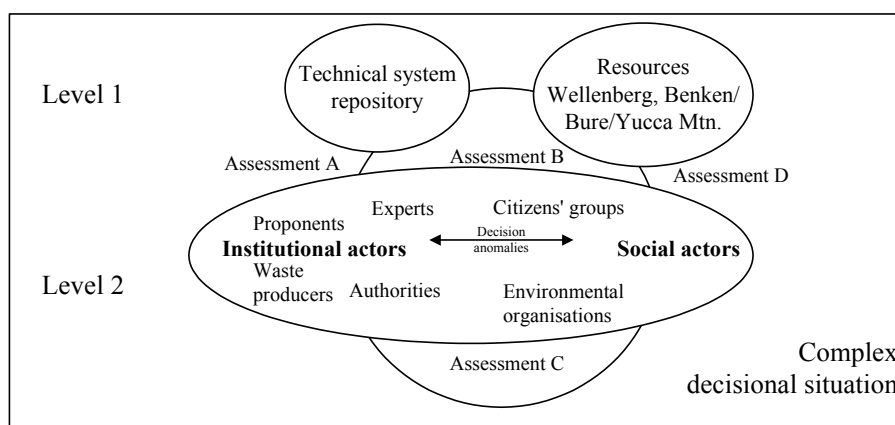 Level 1
Technical system
repository
Resources
Wellenberg, Benken/
Bure/Yucca Mtn.
Assessment A
Assessment B
Assessment D
Proponents
Experts
Citizens' groups
Decision
anomalies
Institutional actors
Social actors
Level 2
Waste
producers
Authorities
Environmental
organisations
Assessment C
Complex
decisional situation